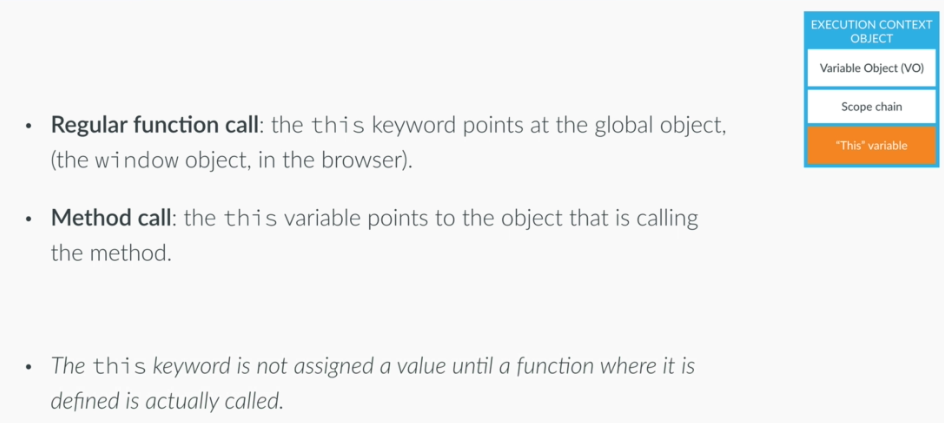 EXECUTION CONTEXT
OBJECT
Variable Object (VO)
Scope chain
"This" variable
• Regular function call: the this keyword points at the global object,
(the window object, in the browser).
• Method call: the this variable points to the object that is calling
the method.
• The this keyword is not assigned a value until a function where it is
defined is actually called.